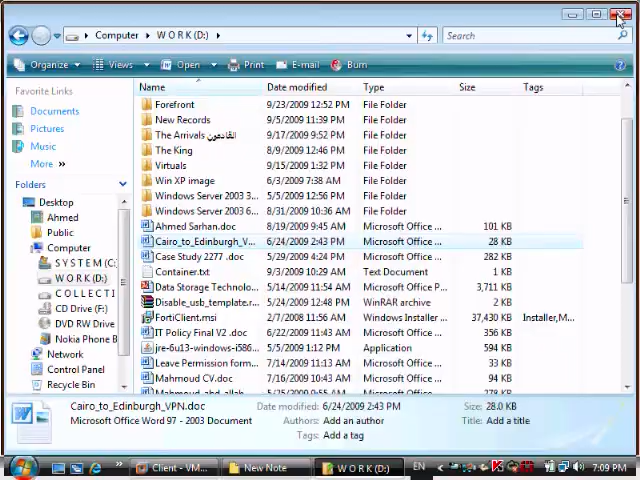 Computer ▸ WORK (D:) ▸
Search
Organize Views Open Print E-mail Burn
Favorite Links
Documents
Pictures
Music
More »
Folders
Desktop
Ahmed
Public
Computer
SYSTEM (C:
WORK (D:)
COLLECTI
CD Drive (F:)
DVD RW Drive
Nokia Phone B
Network
Control Panel
Recycle Bin
Name Date modified Type Size Tags
Forefront 9/23/2009 12:52 PM File Folder
New Records 9/5/2009 11:39 PM File Folder
The Arrivals القادمون 9/17/2009 9:52 PM File Folder
The King 8/9/2009 12:46 PM File Folder
Virtuals 9/15/2009 1:32 PM File Folder
Win XP image 6/3/2009 7:38 AM File Folder
Windows Server 2003 3... 5/5/2009 12:56 PM File Folder
Windows Server 2003 6... 8/31/2009 10:36 AM File Folder
Ahmed Sarhan.doc 8/19/2009 9:45 AM Microsoft Office ... 101 KB
Cairo_to_Edinburgh_V... 6/24/2009 2:43 PM Microsoft Office ... 28 KB
Case Study 2277 .doc 5/29/2009 4:24 PM Microsoft Office ... 282 KB
Container.txt 9/3/2009 10:29 AM Text Document 1 KB
Data Storage Technolo... 5/14/2009 11:54 AM Microsoft Office P... 3,711 KB
Disable_usb_template.r... 5/24/2009 12:48 PM WinRAR archive 2 KB
FortiClient.msi 2/7/2008 11:56 AM Windows Installer ... 37,430 KB Installer,M...
IT Policy Final V2 .doc 6/22/2009 11:43 AM Microsoft Office ... 356 KB
jre-6u13-windows-i586... 5/5/2009 1:12 PM Application 594 KB
Leave Permission form... 7/14/2009 11:13 AM Microsoft Office ... 33 KB
Mahmoud CV.doc 7/16/2009 10:43 AM Microsoft Office ... 94 KB
Cairo_to_Edinburgh_VPN.doc Date modified: 6/24/2009 2:43 PM Size: 28.0 KB
Microsoft Office Word 97 - 2003 Document Authors: Add an author Title: Add a title
Tags: Add a tag
Client - VM... New Note WORK (D:) EN 7:09 PM